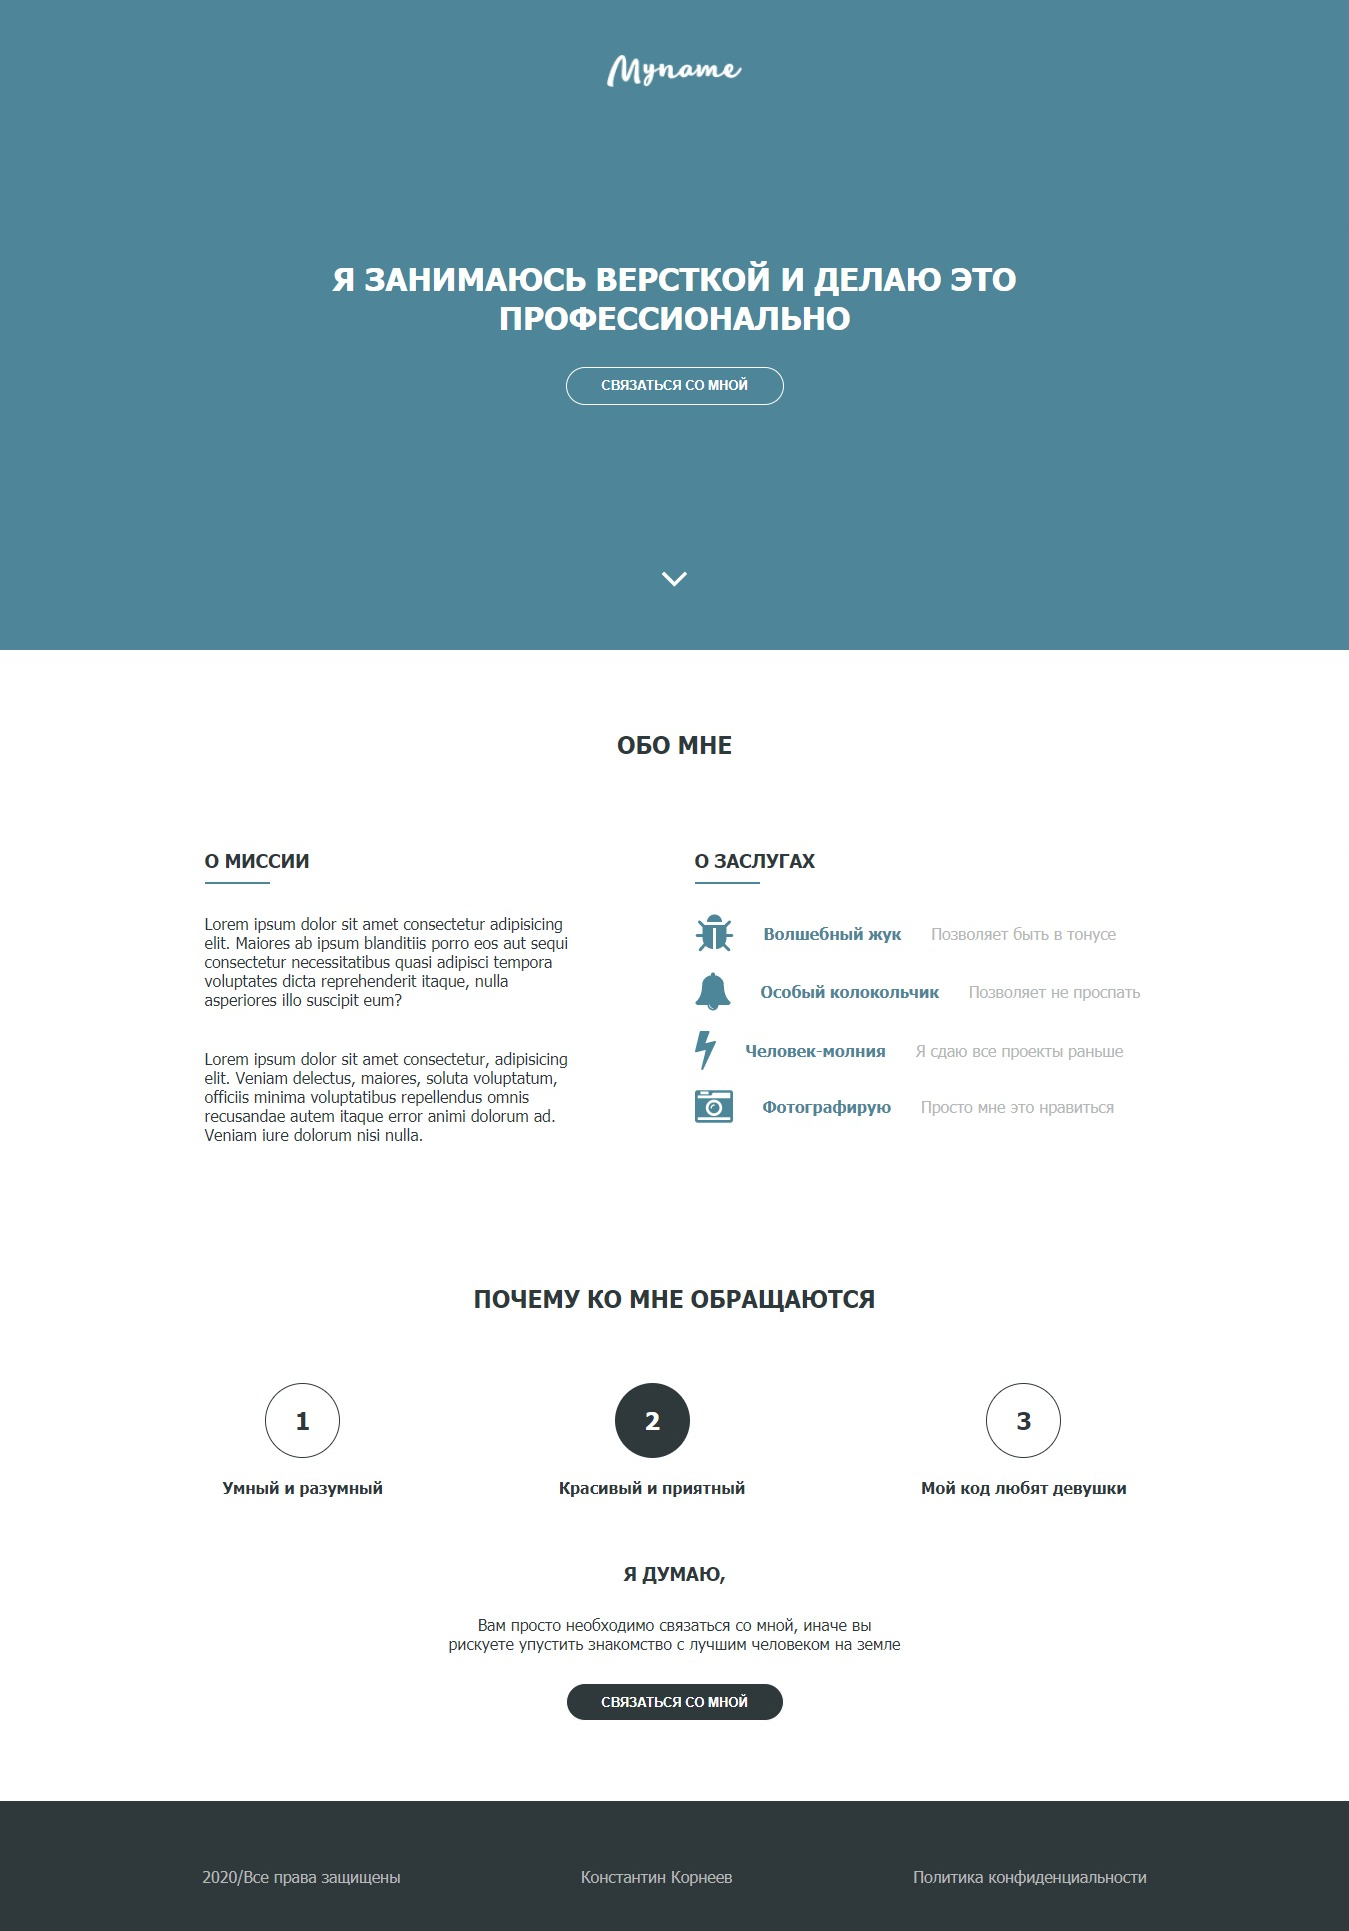 Myname
Я ЗАНИМАЮСЬ ВЕРСТКОЙ И ДЕЛАЮ ЭТО
ПРОФЕССИОНАЛЬНО
СВЯЗАТЬСЯ СО МНОЙ
ОБО МНЕ
О МИССИИ
Lorem ipsum dolor sit amet consectetur adipisicing
elit. Maiores ab ipsum blanditiis porro eos aut sequi
consectetur necessitatibus quasi adipisci tempora
voluptates dicta reprehenderit itaque, nulla
asperiores illo suscipit eum?
Lorem ipsum dolor sit amet consectetur, adipisicing
elit. Veniam delectus, maiores, soluta voluptatum,
officiis minima voluptatibus repellendus omnis
recusandae autem itaque error animi dolorum ad.
Veniam iure dolorum nisi nulla.
О ЗАСЛУГАХ
Волшебный жук Позволяет быть в тонусе
Особый колокольчик Позволяет не проспать
Человек-молния Я сдаю все проекты раньше
Фотографирую Просто мне это нравиться
ПОЧЕМУ КО МНЕ ОБРАЩАЮТСЯ
1
Умный и разумный
2
Красивый и приятный
3
Мой код любят девушки
Я ДУМАЮ,
Вам просто необходимо связаться со мной, иначе вы
рискуете упустить знакомство с лучшим человеком на земле
СВЯЗАТЬСЯ СО МНОЙ
2020/Все права защищены
Константин Корнеев
Политика конфиденциальности